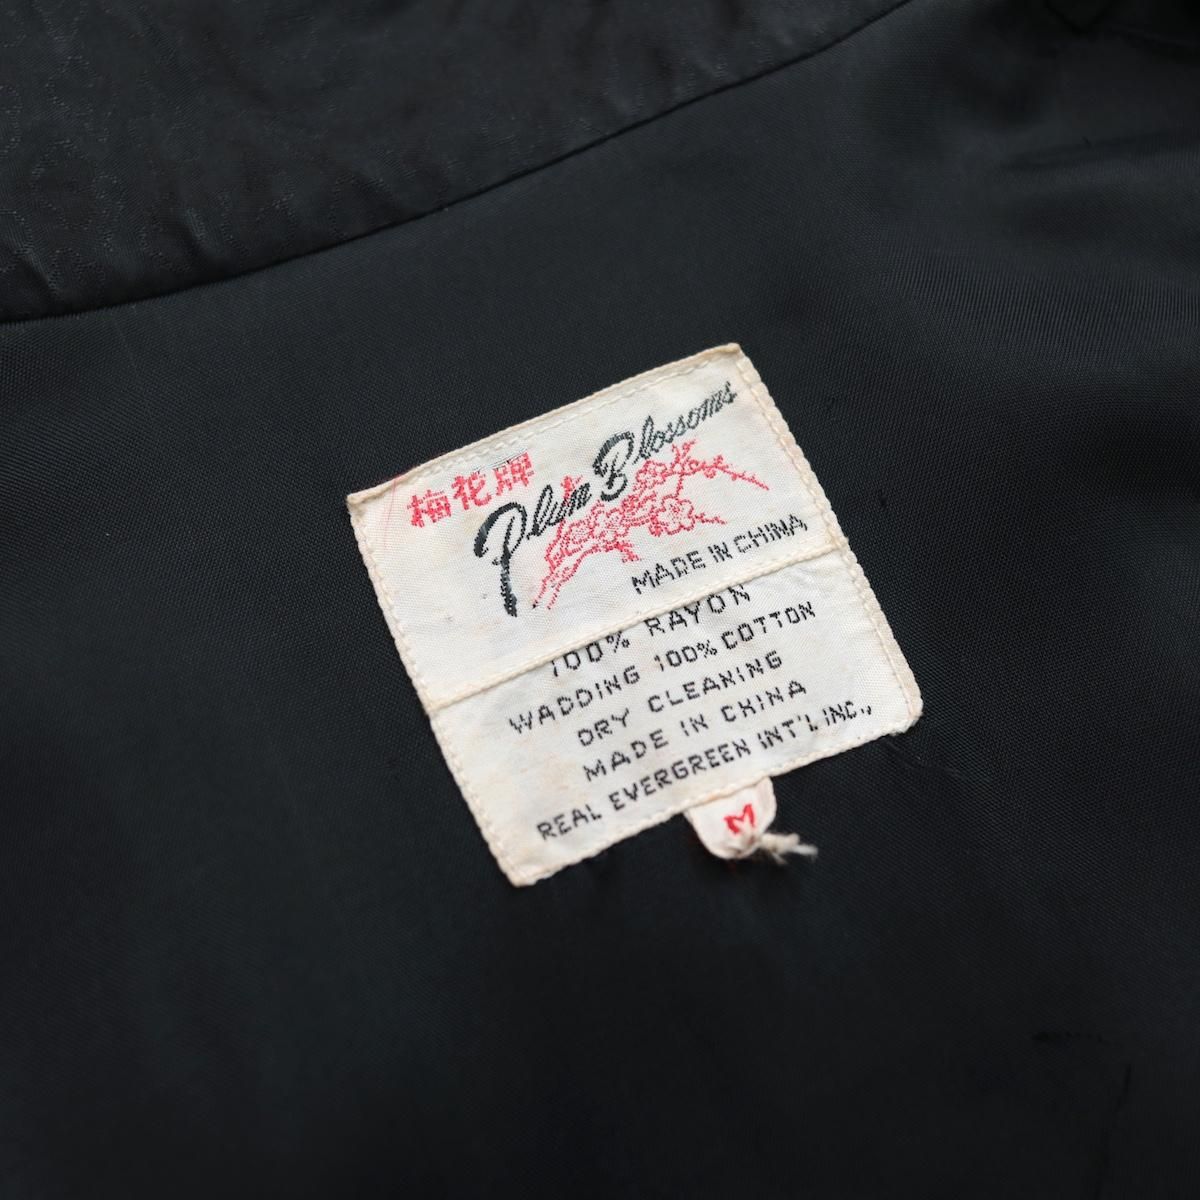 梅花牌
Plum Blossoms
MADE IN CHINA
100% RAYON
WADDING 100% COTTON
DRY CLEANING
MADE IN CHINA
REAL EVERGREEN INT'L INC.,
M